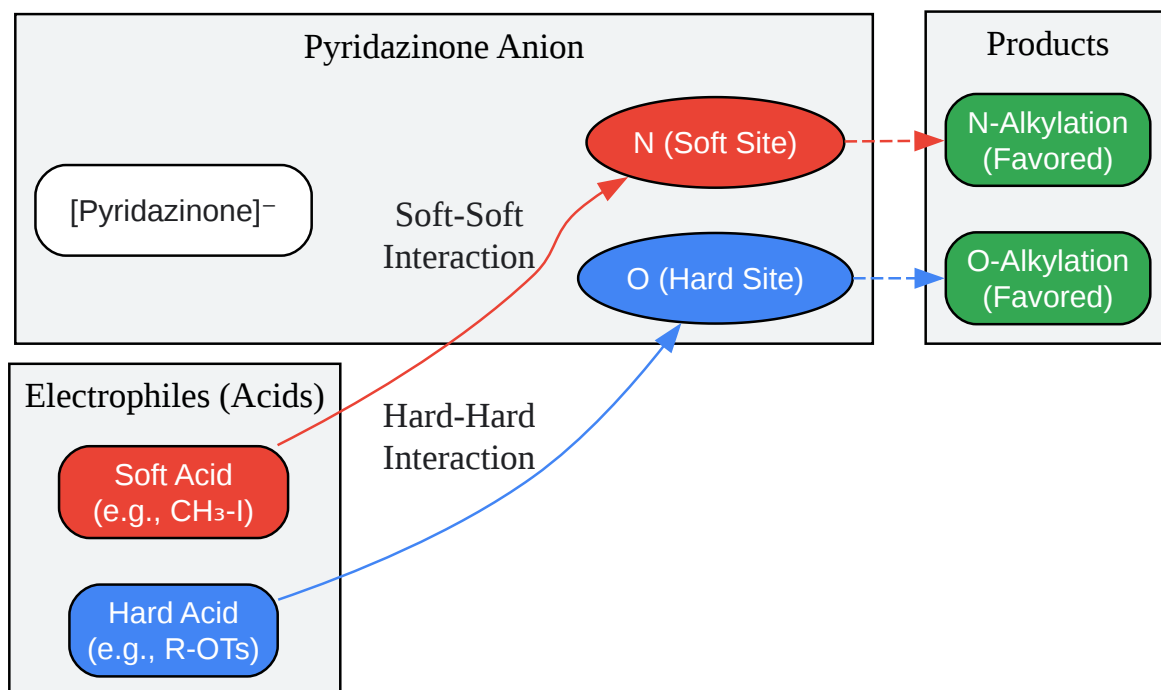 Pyridazinone Anion
Products
N (Soft Site)
N-Alkylation
(Favored)
[Pyridazinone]⁻
Soft-Soft
Interaction
O (Hard Site)
O-Alkylation
(Favored)
Electrophiles (Acids)
Hard-Hard
Interaction
Soft Acid
(e.g., CH₃-I)
Hard Acid
(e.g., R-OTs)